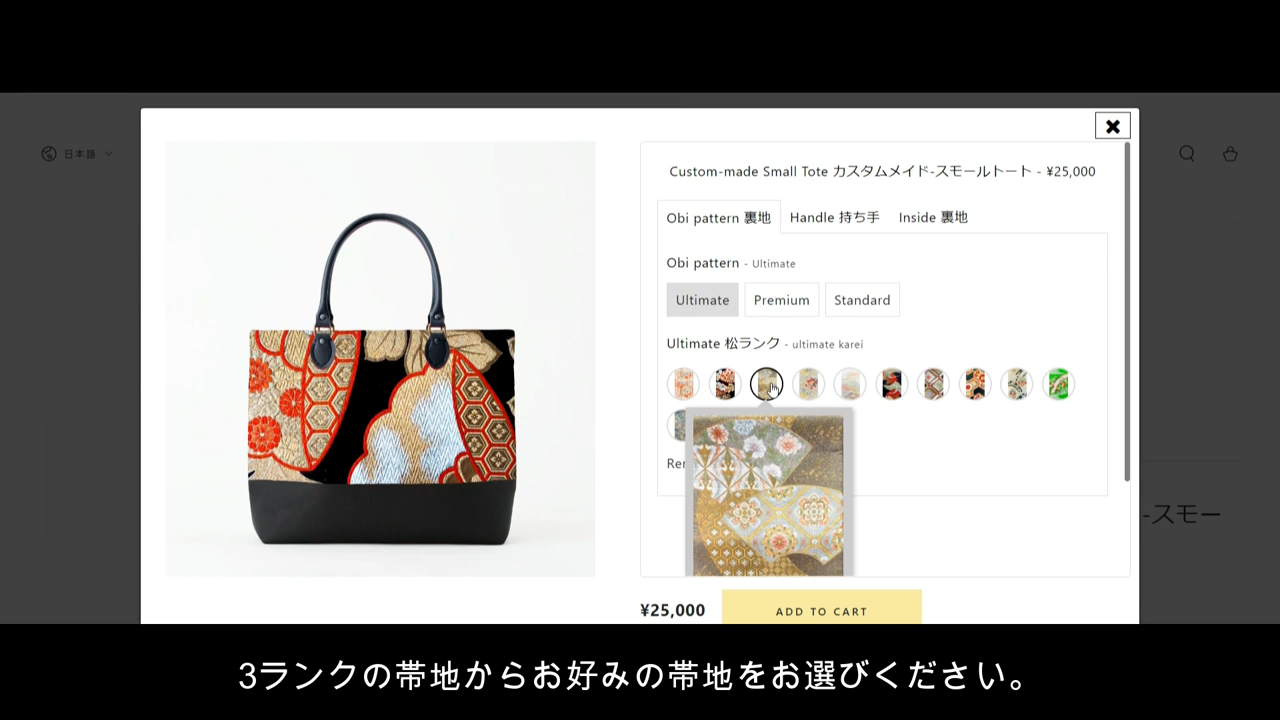 日本語
Custom-made Small Tote カスタムメイド-スモールトート - ¥25,000
Obi pattern 裏地
Handle 持ち手
Inside 裏地
Obi pattern - Ultimate
Ultimate
Premium
Standard
Ultimate 松ランク - ultimate karei
-スモー
¥25,000
ADD TO CART
3ランクの帯地からお好みの帯地をお選びください。